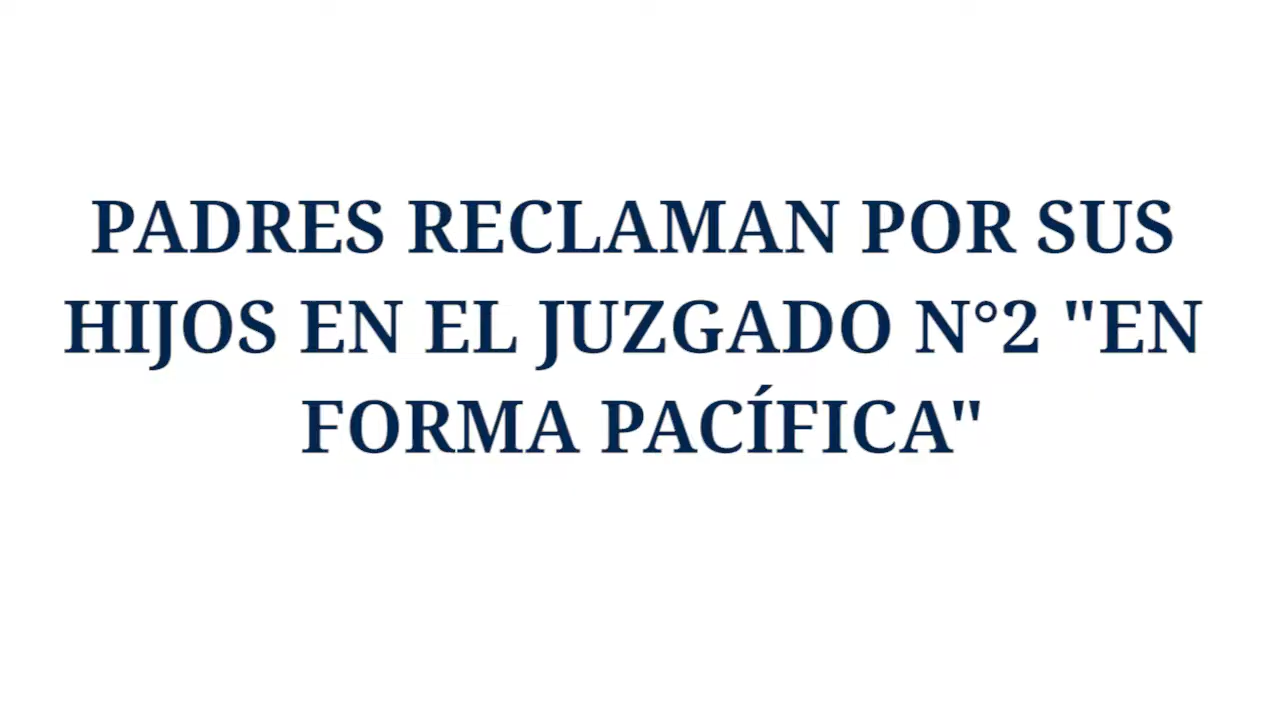 PADRES RECLAMAN POR SUS
HIJOS EN EL JUZGADO N°2 "EN
FORMA PACÍFICA"